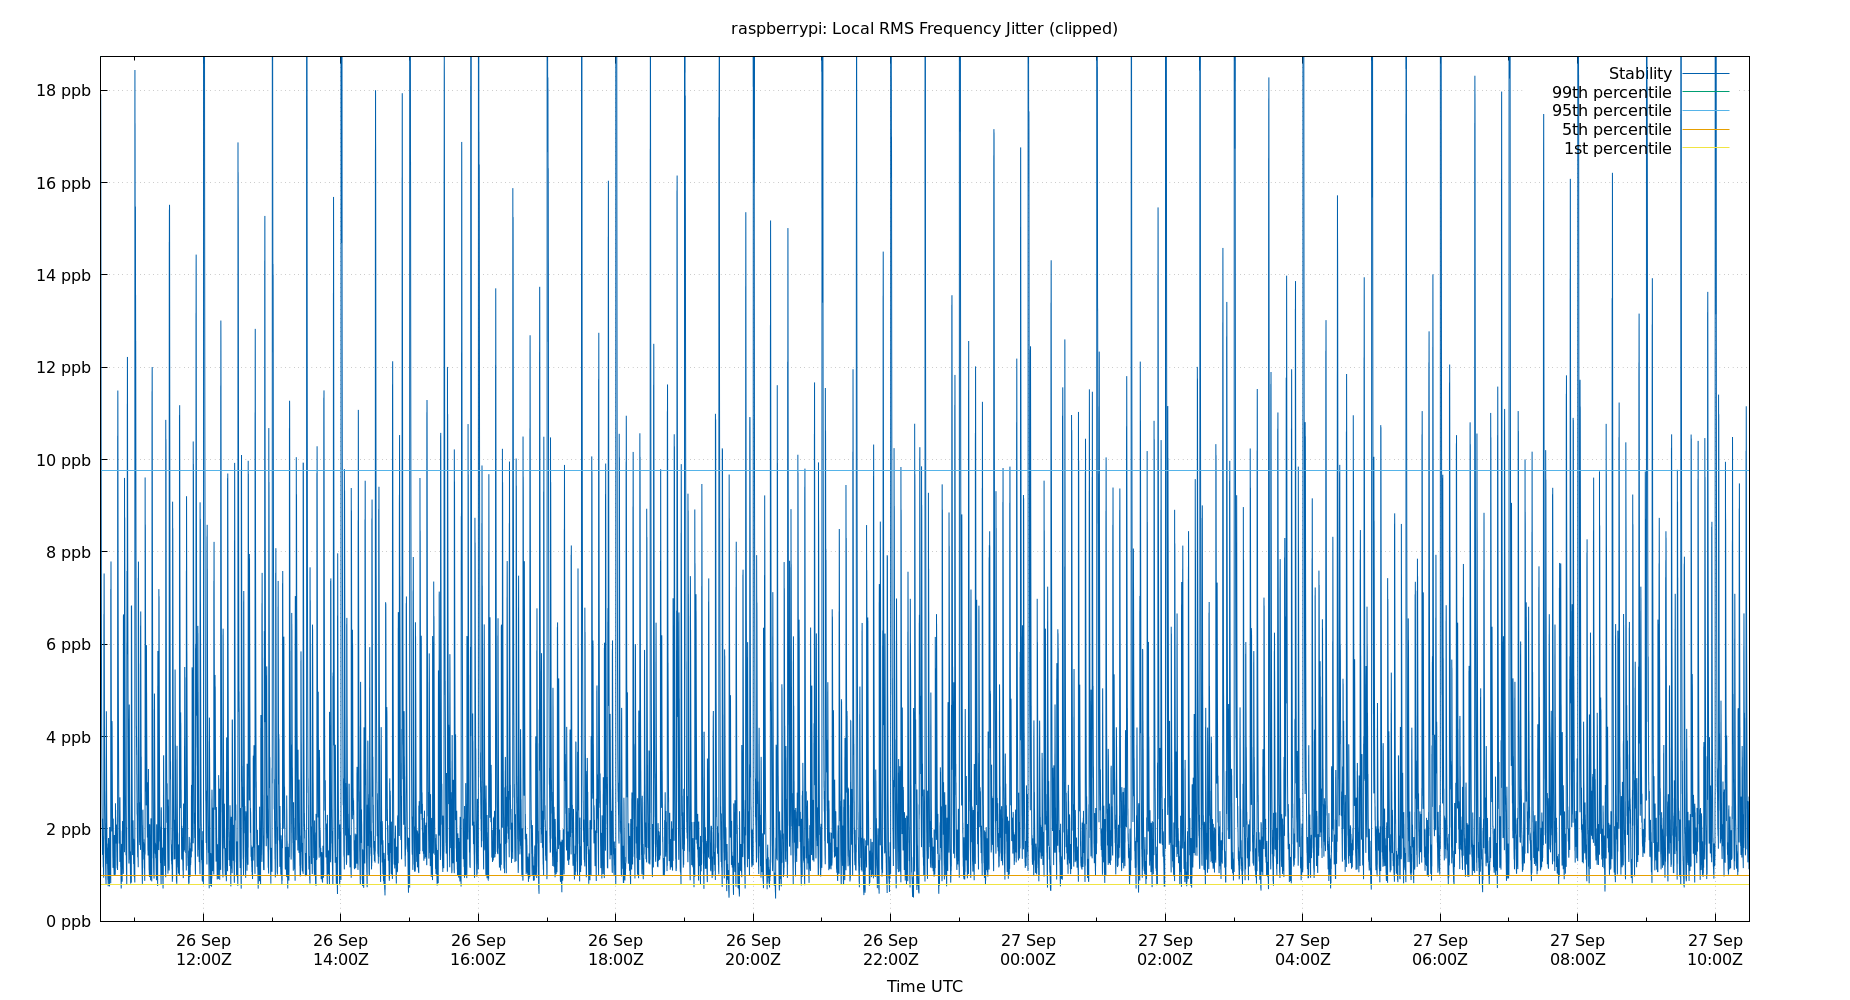 raspberrypi: Local RMS Frequency Jitter (clipped)
Stability
99th percentile
95th percentile
5th percentile
1st percentile
18 ppb
16 ppb
14 ppb
12 ppb
10 ppb
8 ppb
6 ppb
4 ppb
2 ppb
0 ppb
26 Sep 26 Sep 26 Sep 26 Sep 26 Sep 26 Sep 27 Sep 27 Sep 27 Sep 27 Sep 27 Sep 27 Sep
12:00Z 14:00Z 16:00Z 18:00Z 20:00Z 22:00Z 00:00Z 02:00Z 04:00Z 06:00Z 08:00Z 10:00Z
Time UTC